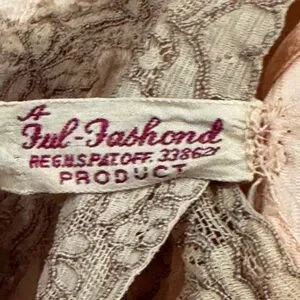 A
Ful-Fashond
REG.U.S.PAT.OFF. 338621
PRODUCT